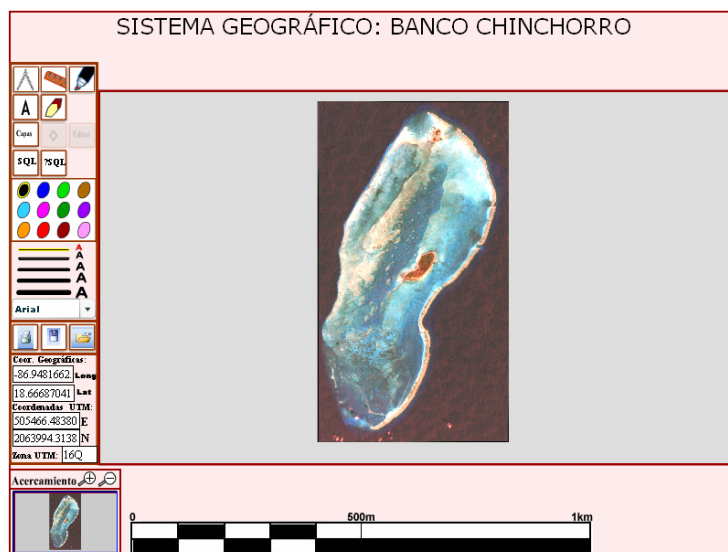 SISTEMA GEOGRÁFICO: BANCO CHINCHORRO
A
Capas
Editar
SQL ?SQL
A
A
A
A
A
Arial
Coor. Geográficas:
-86.9481662. Long
18.66687041 Lat
Coordenadas UTM:
505466.48380 E
2063994.3138 N
Zona UTM: 16Q
Acercamiento
0 500m 1km